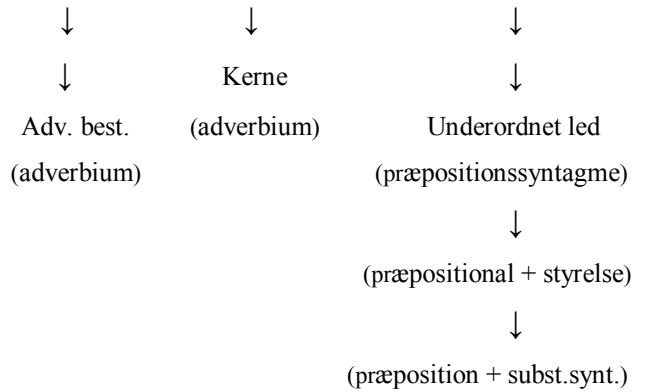 ↓ ↓ ↓
↓ Kerne ↓
Adv. best. (adverbium) Underordnet led
(adverbium) (præpositionssyntagme)
↓
(præpositional + styrelse)
↓
(præposition + subst.synt.)